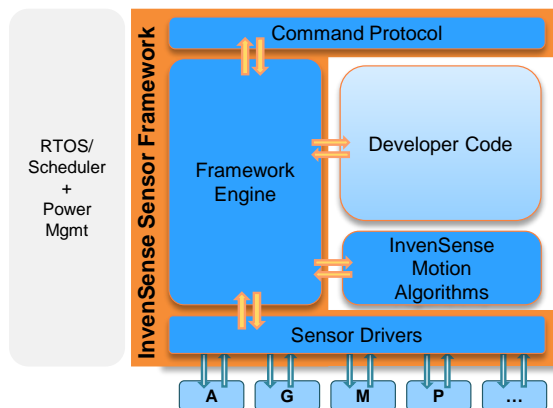 RTOS/
Scheduler
+
Power
Mgmt
InvenSense Sensor Framework
Command Protocol
Framework
Engine
Developer Code
InvenSense
Motion
Algorithms
Sensor Drivers
A
G
M
P
...